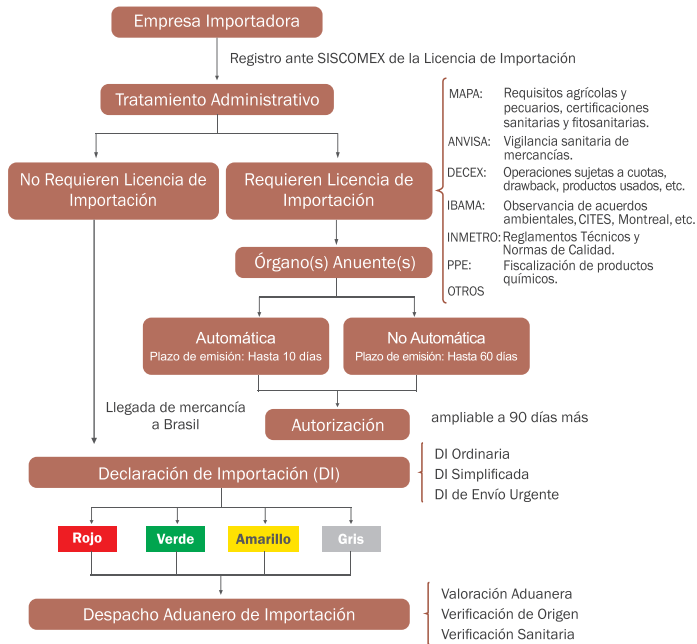 Empresa Importadora
Registro ante SISCOMEX de la Licencia de Importación
Tratamiento Administrativo
No Requieren Licencia de
Importación
Requieren Licencia de
Importación
MAPA: Requisitos agrícolas y
pecuarios, certificaciones
sanitarias y fitosanitarias.
ANVISA: Vigilancia sanitaria de
mercancías.
DECEX: Operaciones sujetas a cuotas,
drawback, productos usados, etc.
IBAMA: Observancia de acuerdos
ambientales, CITES, Montreal, etc.
INMETRO: Reglamentos Técnicos y
Normas de Calidad.
PPE: Fiscalización de productos
químicos.
OTROS
Órgano(s) Anuente(s)
Automática
Plazo de emisión: Hasta 10 días
No Automática
Plazo de emisión: Hasta 60 días
Llegada de mercancía
a Brasil
Autorización
ampliable a 90 días más
Declaración de Importación (DI)
DI Ordinaria
DI Simplificada
DI de Envío Urgente
Rojo
Verde
Amarillo
Gris
Despacho Aduanero de Importación
Valoración Aduanera
Verificación de Origen
Verificación Sanitaria